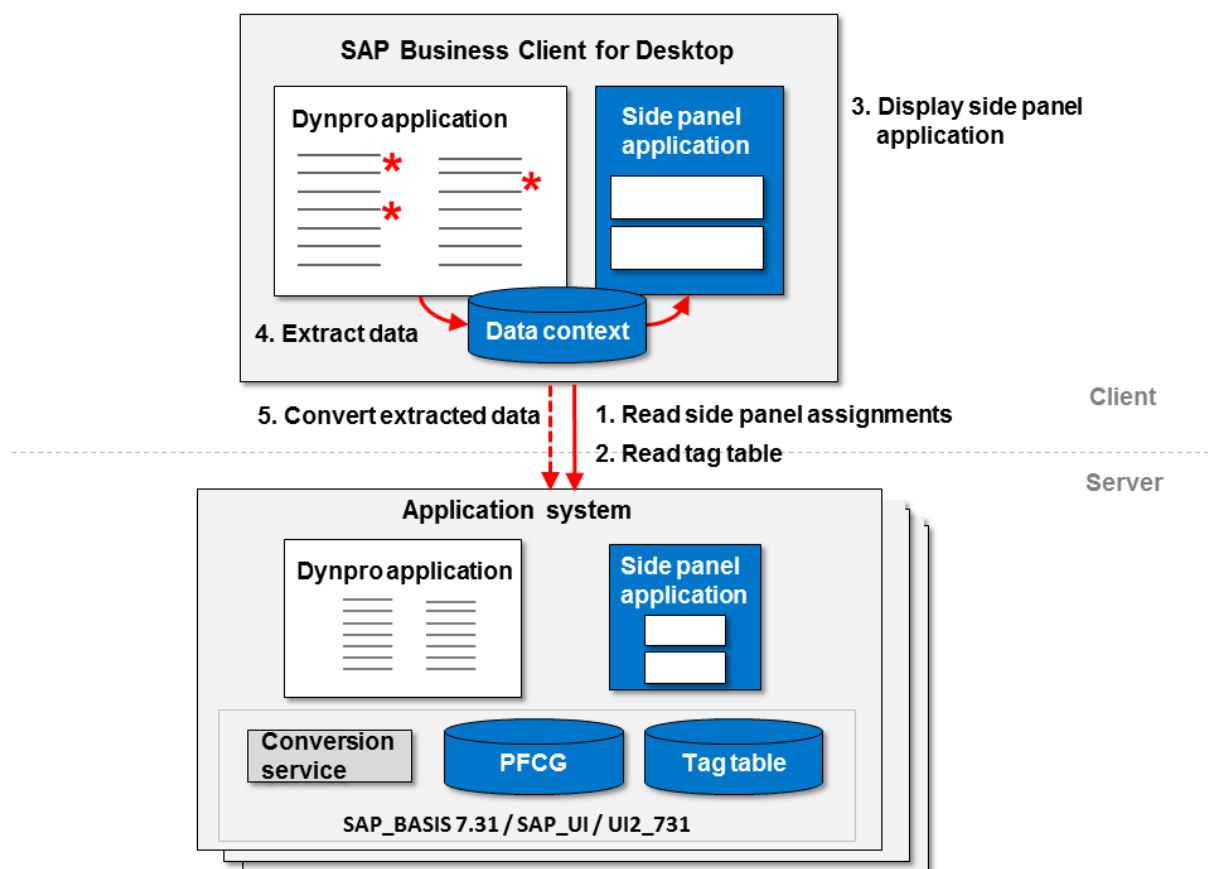 SAP Business Client for Desktop
Dynpro application
Side panel
application
3. Display side panel
application
*
*
*
4. Extract data
Data context
Client
5. Convert extracted data
1. Read side panel assignments
2. Read tag table
Server
Application system
Dynpro application
Side panel
application
Conversion
service
PFCG
Tag table
SAP_BASIS 7.31 / SAP_UI / UI2_731